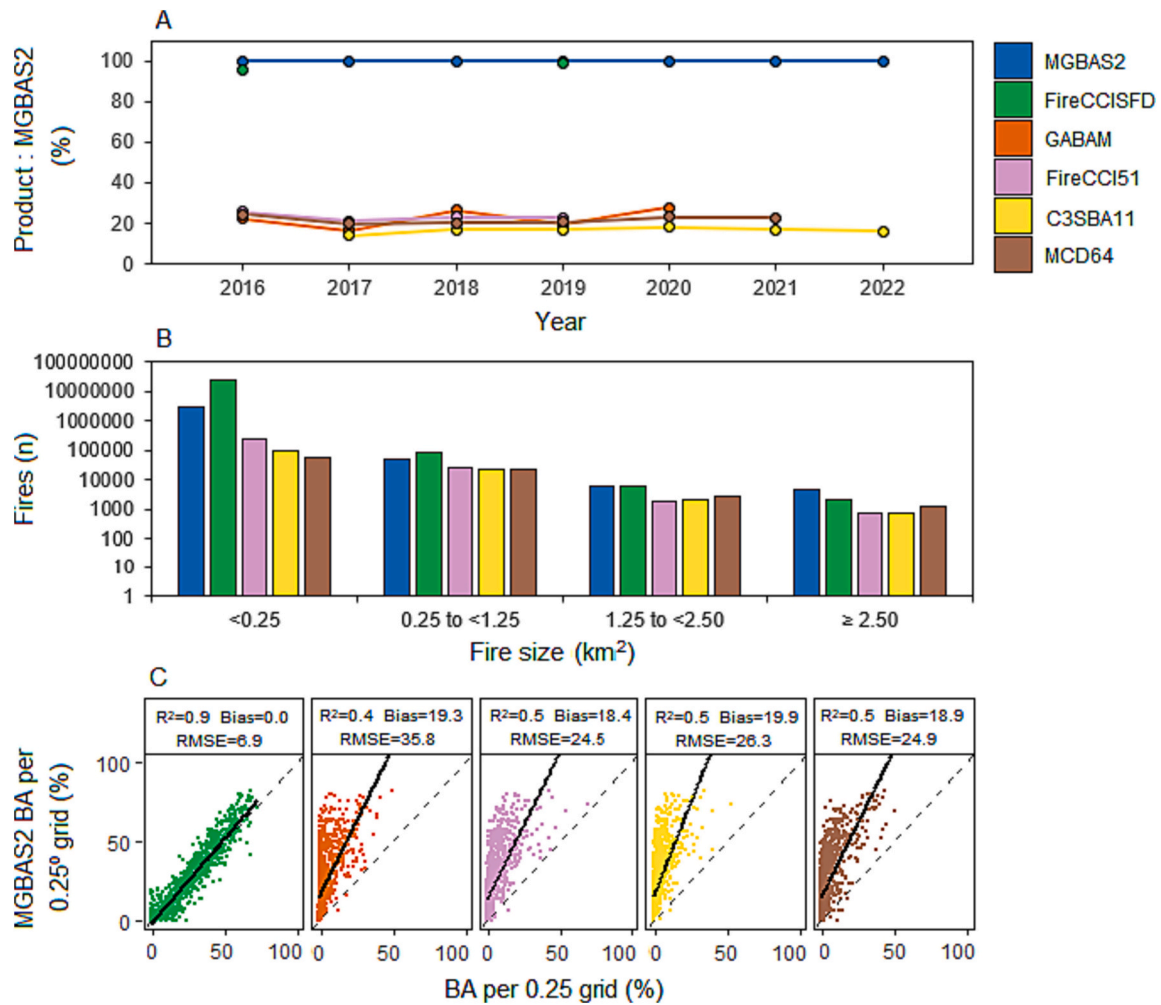 A
Product : MGBAS2
(%)
100
80
60
40
20
0
2016 2017 2018 2019 2020 2021 2022
Year
MGBAS2
FireCCISFD
GABAM
FireCCI51
C3SBA11
MCD64
B
Fires (n)
100000000
10000000
1000000
100000
10000
1000
100
10
1
<0.25 0.25 to <1.25 1.25 to <2.50 ≥ 2.50
Fire size (km²)
C
MGBAS2 BA per
0.25º grid (%)
R²=0.9 Bias=0.0
RMSE=6.9
R²=0.4 Bias=19.3
RMSE=35.8
R²=0.5 Bias=18.4
RMSE=24.5
R²=0.5 Bias=19.9
RMSE=26.3
R²=0.5 Bias=18.9
RMSE=24.9
100
50
0
0 50 100 0 50 100 0 50 100 0 50 100 0 50 100
BA per 0.25 grid (%)